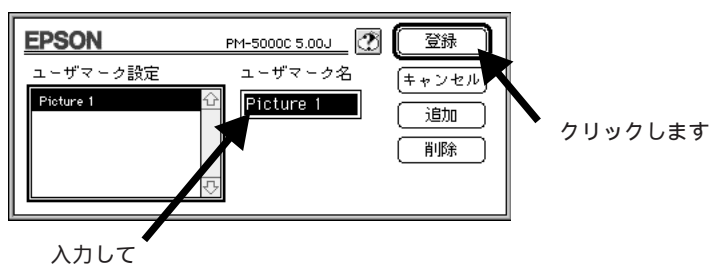 EPSON PM-5000C 5.00J ? 登録
ユーザマーク設定 ユーザマーク名 キャンセル
Picture 1 Picture 1 追加
削除
クリックします
入力して